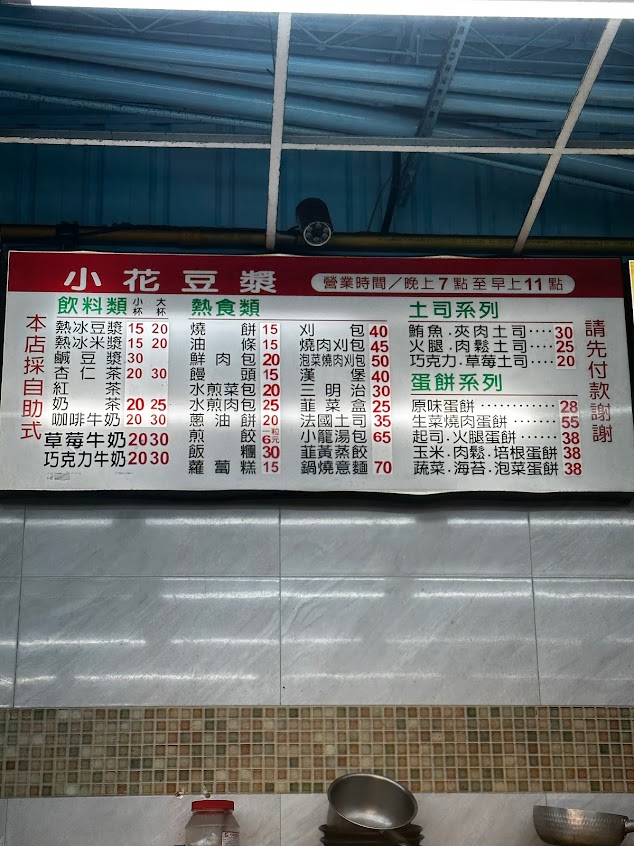 小花豆漿 營業時間／晚上7點至早上11點
本店採自助式
飲料類 小杯 大杯
熱冰豆漿 15 20
熱冰米漿 15 20
鹹豆漿 30
杏仁茶 20 30
紅茶
奶茶 20 25
咖啡牛奶 20 30
草莓牛奶 20 30
巧克力牛奶 20 30
熱食類
燒餅 15
油條 15
鮮肉包 20
饅頭 15
水煎菜包 20
水煎肉包 25
蔥油餅 20
煎餃 一粒6元
飯糰 30
蘿蔔糕 15
刈包 40
燒肉刈包 45
泡菜燒肉刈包 50
漢堡 40
三明治 30
韭菜盒 25
法國土司 35
小龍湯包 65
韭黃蒸餃
鍋燒意麵 70
土司系列
鮪魚．夾肉土司‥‥ 30
火腿．肉鬆土司‥‥ 25
巧克力．草莓土司‥‥ 20
蛋餅系列
原味蛋餅‥‥‥‥‥‥ 28
生菜燒肉蛋餅‥‥‥‥ 55
起司．火腿蛋餅‥‥‥ 38
玉米．肉鬆．培根蛋餅 38
蔬菜．海苔．泡菜蛋餅 38
請先付款謝謝